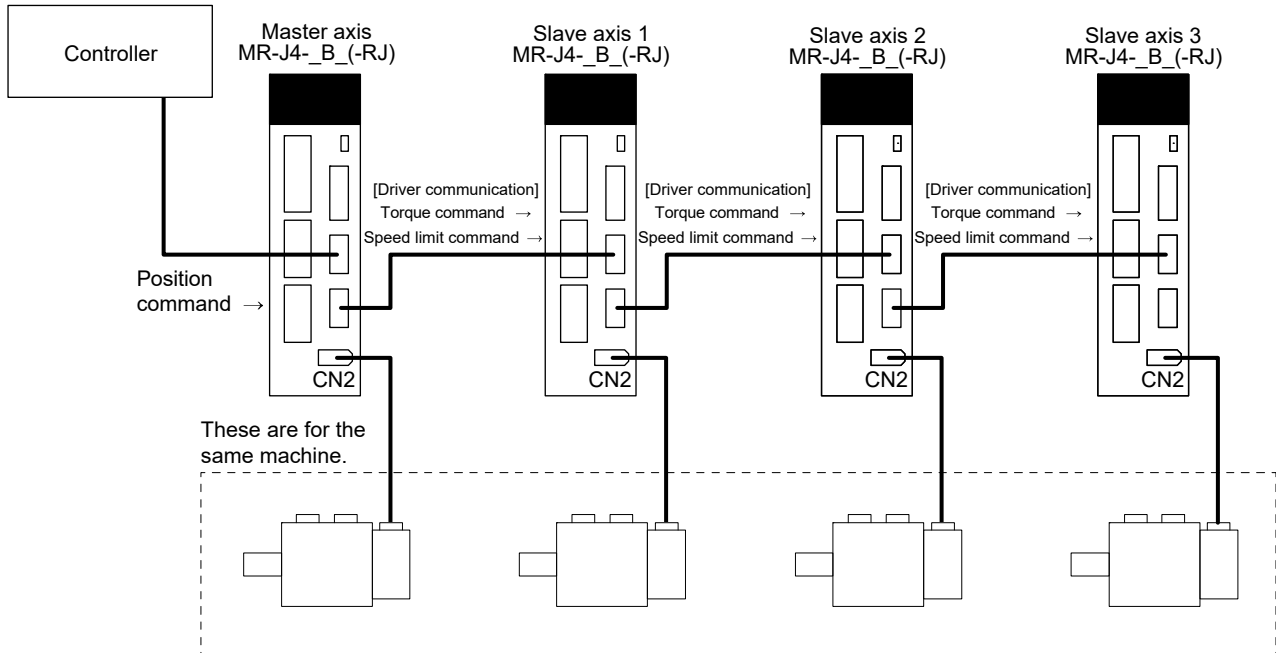 Controller
Master axis
MR-J4-_B_(-RJ)
Slave axis 1
MR-J4-_B_(-RJ)
Slave axis 2
MR-J4-_B_(-RJ)
Slave axis 3
MR-J4-_B_(-RJ)
[Driver communication]
Torque command →
Speed limit command →
[Driver communication]
Torque command →
Speed limit command →
[Driver communication]
Torque command →
Speed limit command →
Position
command →
CN2
CN2
CN2
CN2
These are for the
same machine.